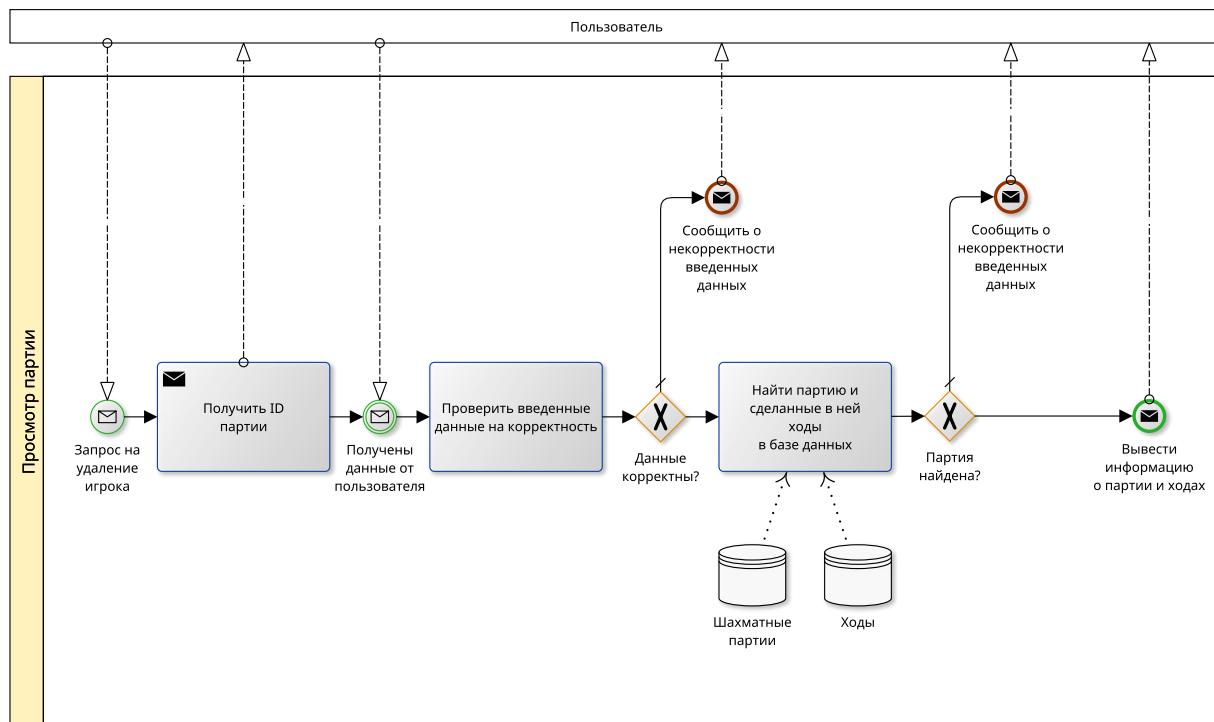 Пользователь
Просмотр партии
Запрос на
удаление
игрока
Получить ID
партии
Получены
данные от
пользователя
Проверить введенные
данные на корректность
Данные
корректны?
Сообщить о
некорректности
введенных
данных
Найти партию и
сделанные в ней
ходы
в базе данных
Шахматные
партии
Ходы
Партия
найдена?
Сообщить о
некорректности
введенных
данных
Вывести
информацию
о партии и ходах